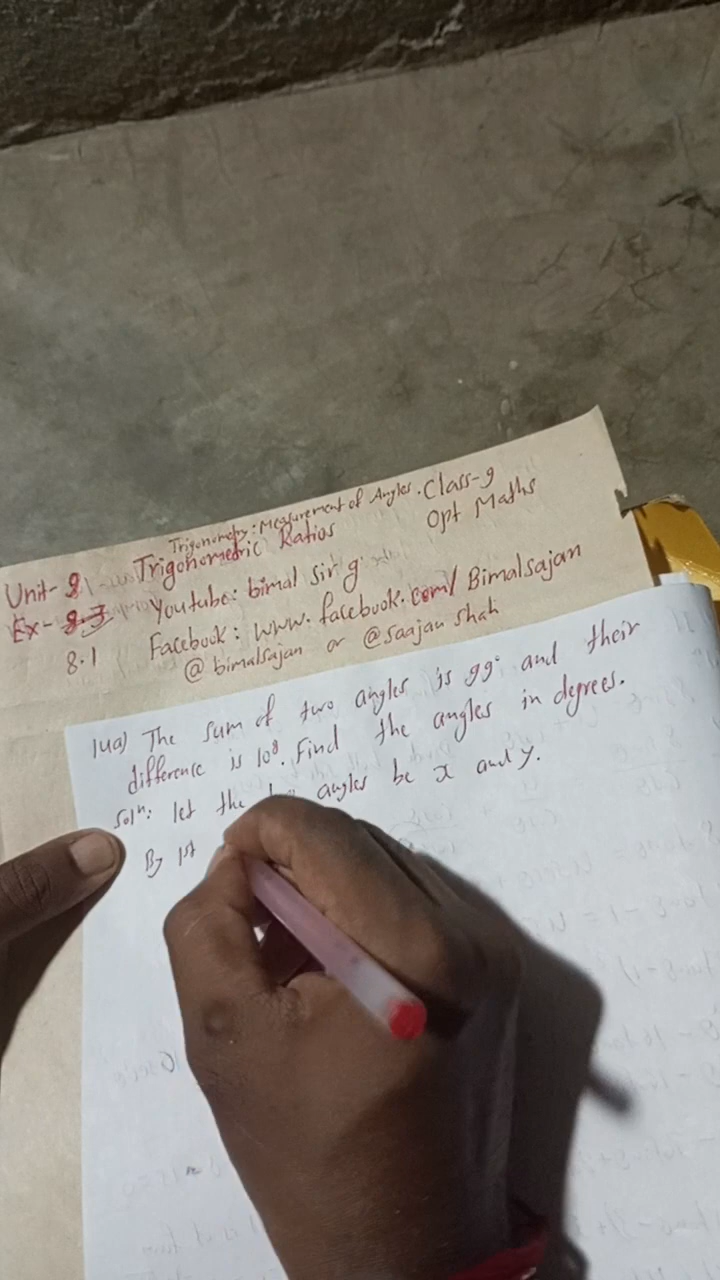 Trigonometry: Measurement of Angles. Class-9
Unit-9 Trigonometric Ratios Opt Maths
Ex- 8.3 Youtube: bimal sir g
8.1 Facebook: www.facebook.com/Bimalsajan
@bimalsajan or @saajan shah
14a) The sum of two angles is 99° and their
difference is 10g. Find the angles in degrees.
Soln: let the angles be x and y.
By 1st